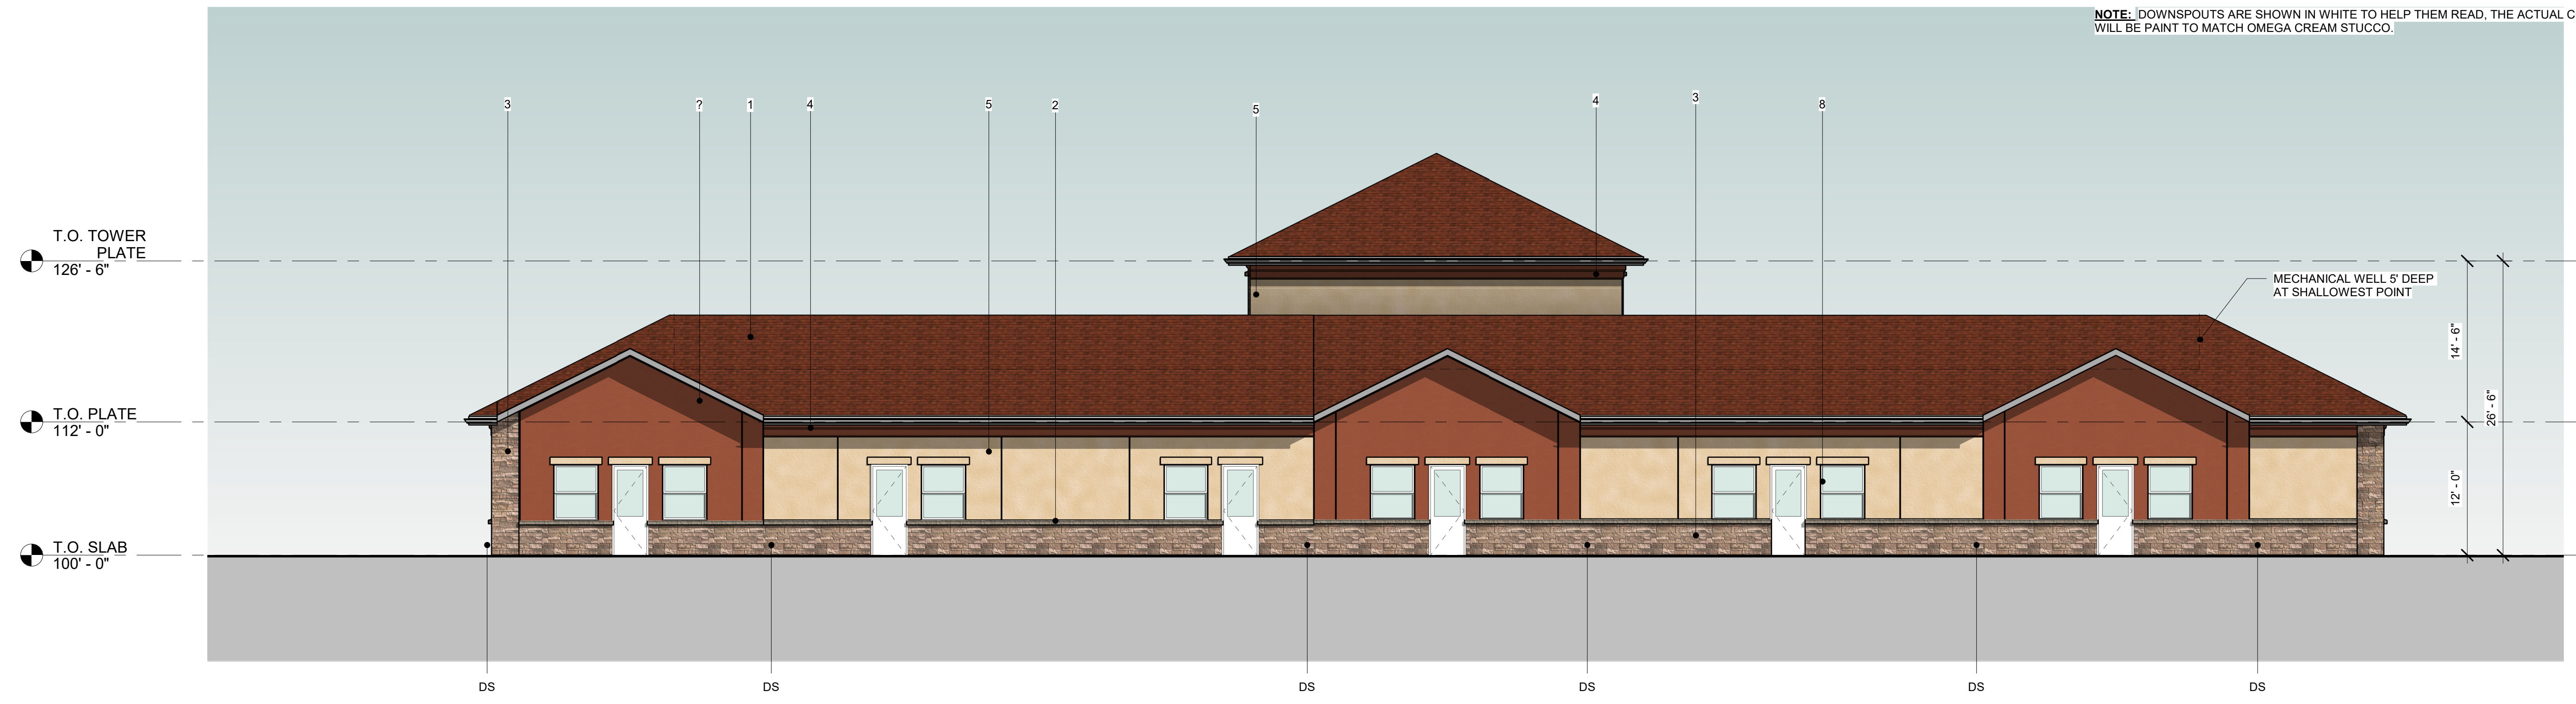 NOTE: DOWNSPOUTS ARE SHOWN IN WHITE TO HELP THEM READ, THE ACTUAL C
WILL BE PAINT TO MATCH OMEGA CREAM STUCCO.
3 ? 1 4 5 2 5 4 3 8
T.O. TOWER
PLATE
126' - 6"
MECHANICAL WELL 5' DEEP
AT SHALLOWEST POINT
14' - 6"
26' - 6"
T.O. PLATE
112' - 0"
12' - 0"
T.O. SLAB
100' - 0"
DS DS DS DS DS DS